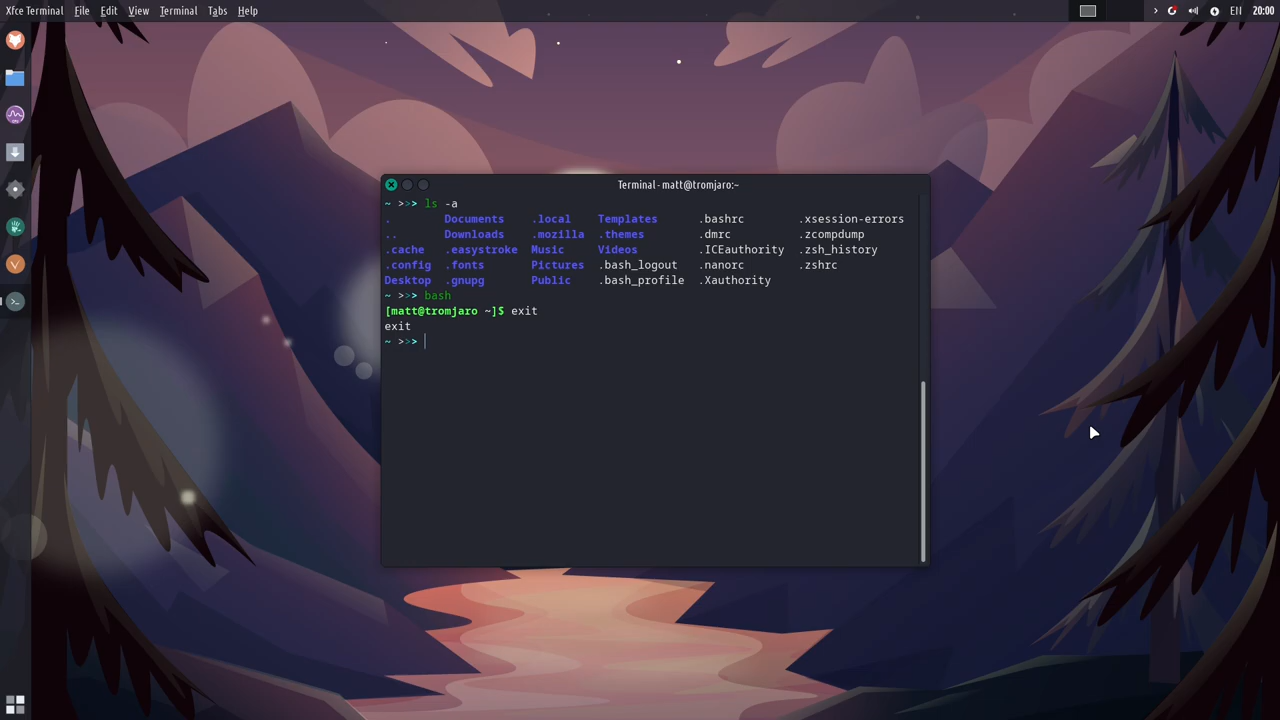 Xfce Terminal File Edit View Terminal Tabs Help EN 20:00
Terminal - matt@tromjaro:~
~ >>> ls -a
. Documents .local Templates .bashrc .xsession-errors
.. Downloads .mozilla .themes .dmrc .zcompdump
.cache .easystroke Music Videos .ICEauthority .zsh_history
.config .fonts Pictures .bash_logout .nanorc .zshrc
Desktop .gnupg Public .bash_profile .Xauthority
~ >>> bash
[matt@tromjaro ~]$ exit
exit
~ >>>